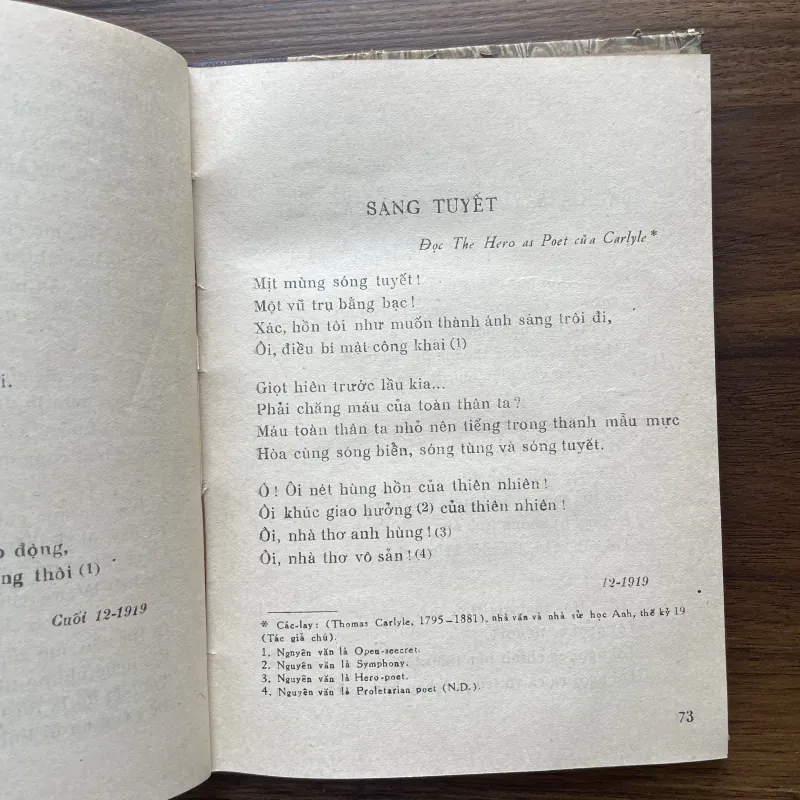 i.
động,
ng thời (1)
Cuối 12-1919
SANG TUYẾT
Đọc The Hero as Poet của Carlyle*
Mịt mùng sóng tuyết!
Một vũ trụ bằng bạc!
Xác, hồn tôi như muốn thành ánh sáng trôi đi,
Ôi, điều bí mật công khai (1)
Giọt hiên trước lầu kia...
Phải chăng máu của toàn thân ta?
Máu toàn thân ta nhỏ nên tiếng trong thanh mẫu mực
Hòa cùng sóng biển, sóng tùng và sóng tuyết.
Ô! Ôi nét hùng hồn của thiên nhiên!
Ôi khúc giao hưởng (2) của thiên nhiên!
Ôi, nhà thơ anh hùng! (3)
Ôi, nhà thơ vô sản! (4)
12-1919
* Các-lay: (Thomas Carlyle, 1795-1881), nhà văn và nhà sử học Anh, thế kỷ 19
(Tác giả chú).
1. Nguyên văn là Open-seecret.
2. Nguyên văn là Symphony.
3. Nguyên văn là Hero-poet.
4. Nguyên văn là Proletarian poet (N.D.).
73